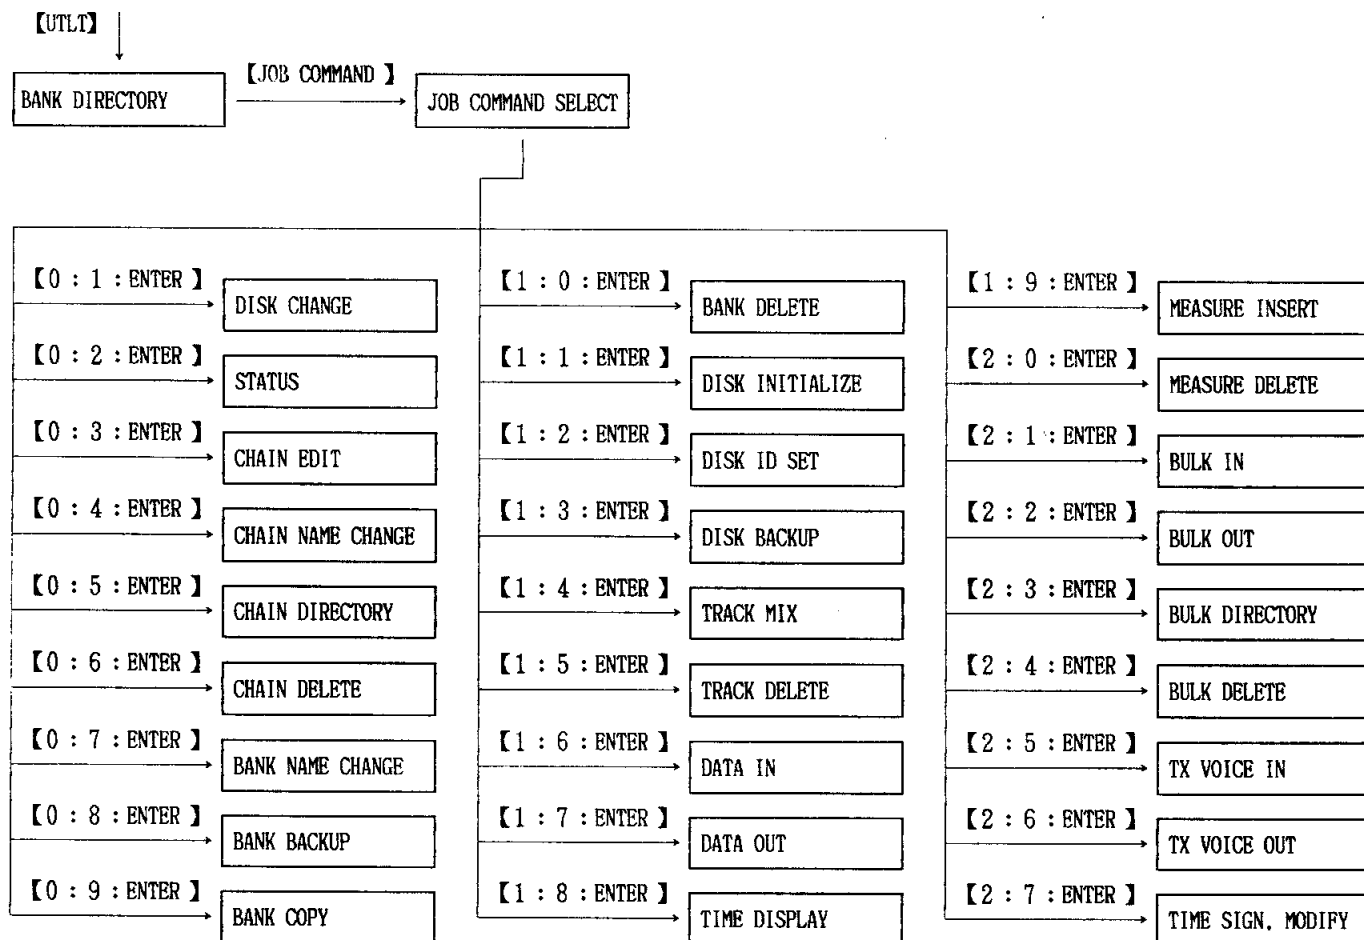 【UTLT】
BANK DIRECTORY
【JOB COMMAND 】
JOB COMMAND SELECT
【0 : 1 : ENTER 】
DISK CHANGE
【0 : 2 : ENTER 】
STATUS
【0 : 3 : ENTER 】
CHAIN EDIT
【0 : 4 : ENTER 】
CHAIN NAME CHANGE
【0 : 5 : ENTER 】
CHAIN DIRECTORY
【0 : 6 : ENTER 】
CHAIN DELETE
【0 : 7 : ENTER 】
BANK NAME CHANGE
【0 : 8 : ENTER 】
BANK BACKUP
【0 : 9 : ENTER 】
BANK COPY
【1 : 0 : ENTER 】
BANK DELETE
【1 : 1 : ENTER 】
DISK INITIALIZE
【1 : 2 : ENTER 】
DISK ID SET
【1 : 3 : ENTER 】
DISK BACKUP
【1 : 4 : ENTER 】
TRACK MIX
【1 : 5 : ENTER 】
TRACK DELETE
【1 : 6 : ENTER 】
DATA IN
【1 : 7 : ENTER 】
DATA OUT
【1 : 8 : ENTER 】
TIME DISPLAY
【1 : 9 : ENTER 】
MEASURE INSERT
【2 : 0 : ENTER 】
MEASURE DELETE
【2 : 1 : ENTER 】
BULK IN
【2 : 2 : ENTER 】
BULK OUT
【2 : 3 : ENTER 】
BULK DIRECTORY
【2 : 4 : ENTER 】
BULK DELETE
【2 : 5 : ENTER 】
TX VOICE IN
【2 : 6 : ENTER 】
TX VOICE OUT
【2 : 7 : ENTER 】
TIME SIGN. MODIFY